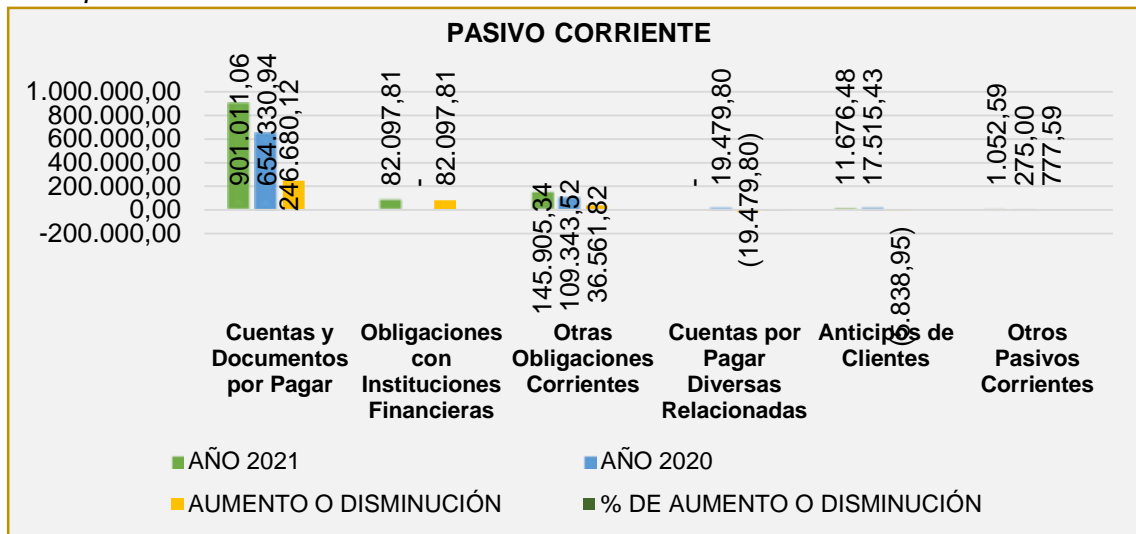 PASIVO CORRIENTE
1.000.000,00
800.000,00
600.000,00
400.000,00
200.000,00
0,00
-200.000,00
901.011,06
654.330,94
246.680,12
82.097,81
-
82.097,81
145.905,34
109.343,52
36.561,82
-
19.479,80
(19.479,80)
11.676,48
17.515,43
(5.838,95)
1.052,59
275,00
777,59
Cuentas y
Documentos
por Pagar
Obligaciones
con
Instituciones
Financieras
Otras
Obligaciones
Corrientes
Cuentas por
Pagar
Diversas
Relacionadas
Anticipos de
Clientes
Otros
Pasivos
Corrientes
AÑO 2021
AÑO 2020
AUMENTO O DISMINUCIÓN
% DE AUMENTO O DISMINUCIÓN